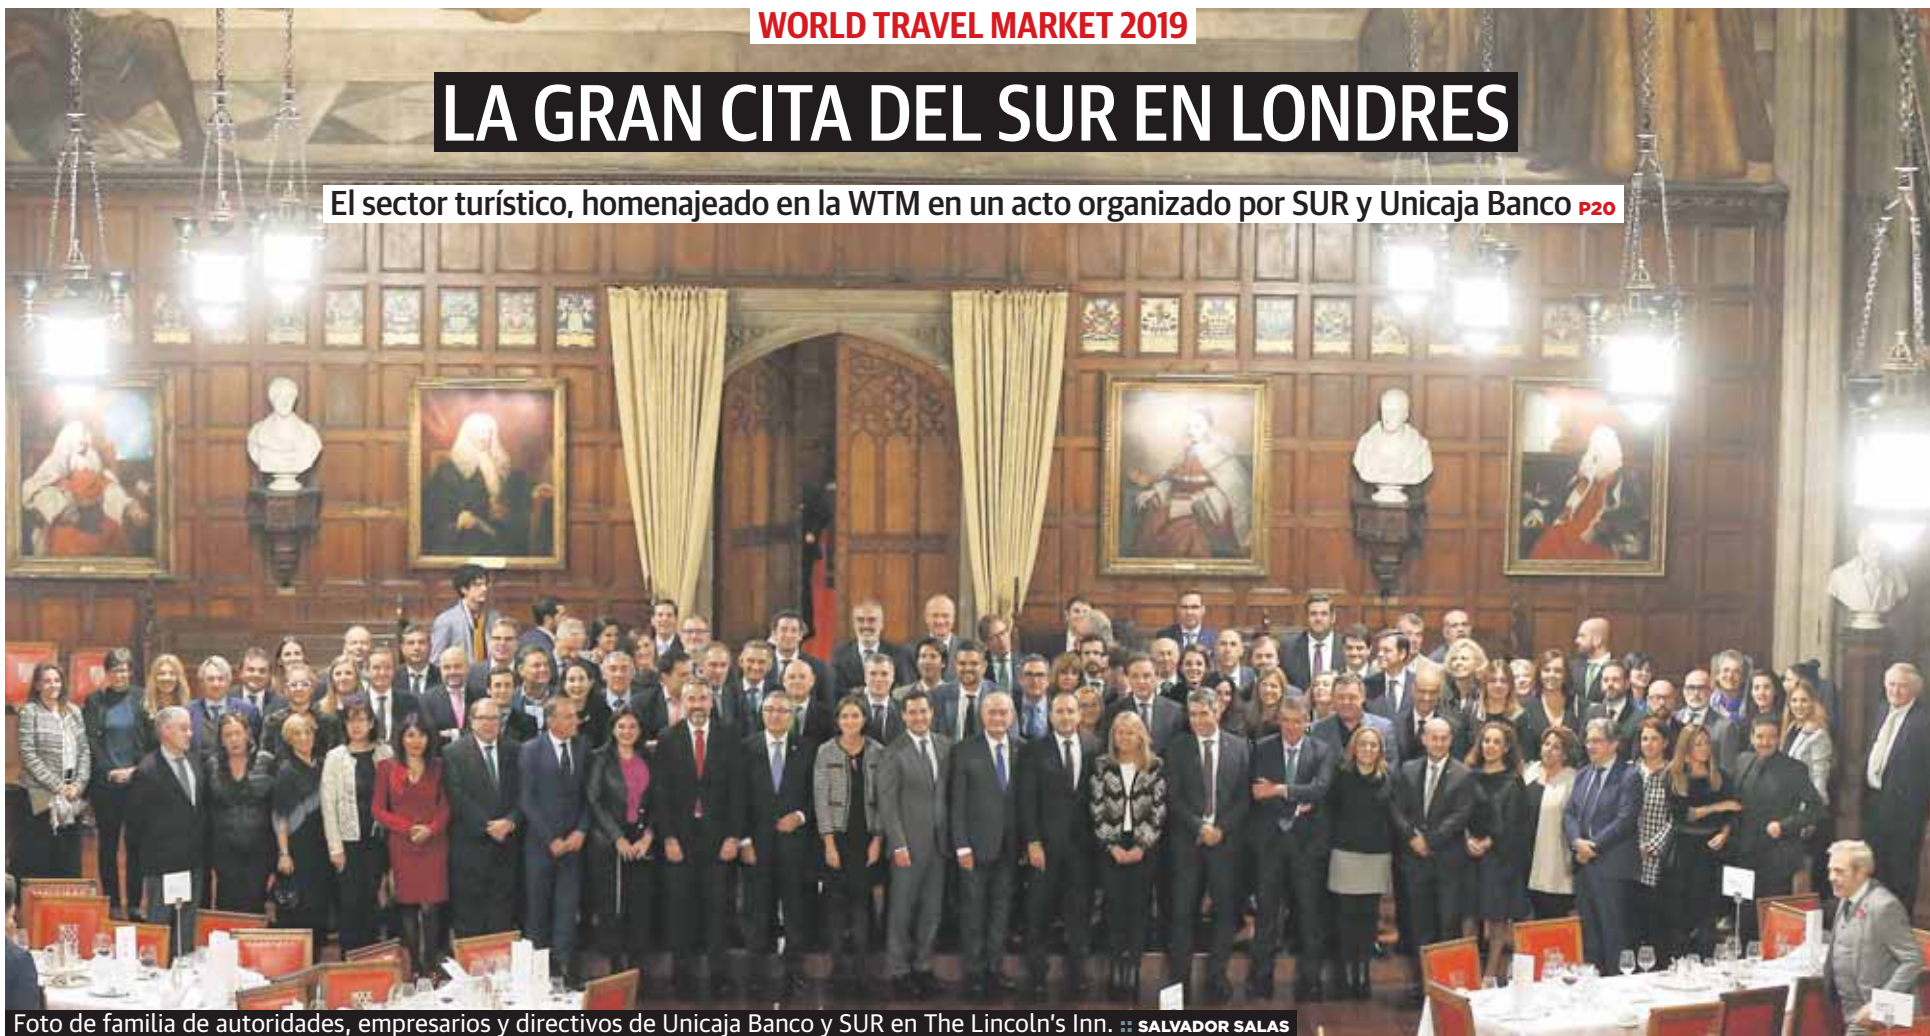 WORLD TRAVEL MARKET 2019
LA GRAN CITA DEL SUR EN LONDRES
El sector turístico, homenajeado en la WTM en un acto organizado por SUR y Unicaja Banco P20
Foto de familia de autoridades, empresarios y directivos de Unicaja Banco y SUR en The Lincoln's Inn. :: SALVADOR SALAS